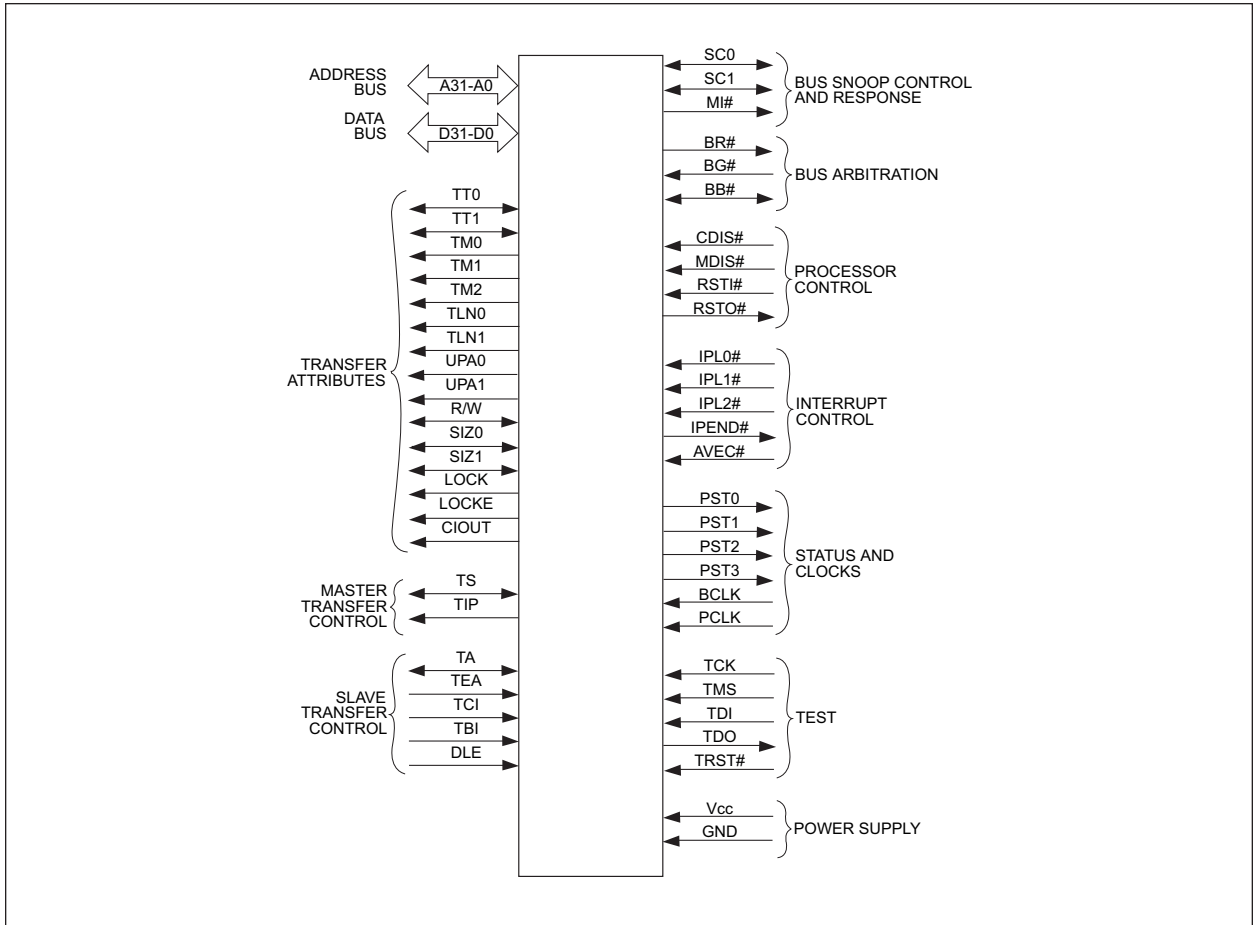 ADDRESS
BUS
A31-A0
DATA
BUS
D31-D0
TRANSFER
ATTRIBUTES
TT0
TT1
TM0
TM1
TM2
TLN0
TLN1
UPA0
UPA1
R/W
SIZ0
SIZ1
LOCK
LOCKE
CIOUT
MASTER
TRANSFER
CONTROL
TS
TIP
SLAVE
TRANSFER
CONTROL
TA
TEA
TCI
TBI
DLE
SC0
SC1
MI#
BUS SNOOP CONTROL
AND RESPONSE
BR#
BG#
BB#
BUS ARBITRATION
CDIS#
MDIS#
RSTI#
RSTO#
PROCESSOR
CONTROL
IPL0#
IPL1#
IPL2#
IPEND#
AVEC#
INTERRUPT
CONTROL
PST0
PST1
PST2
PST3
BCLK
PCLK
STATUS AND
CLOCKS
TCK
TMS
TDI
TDO
TRST#
TEST
Vcc
GND
POWER SUPPLY